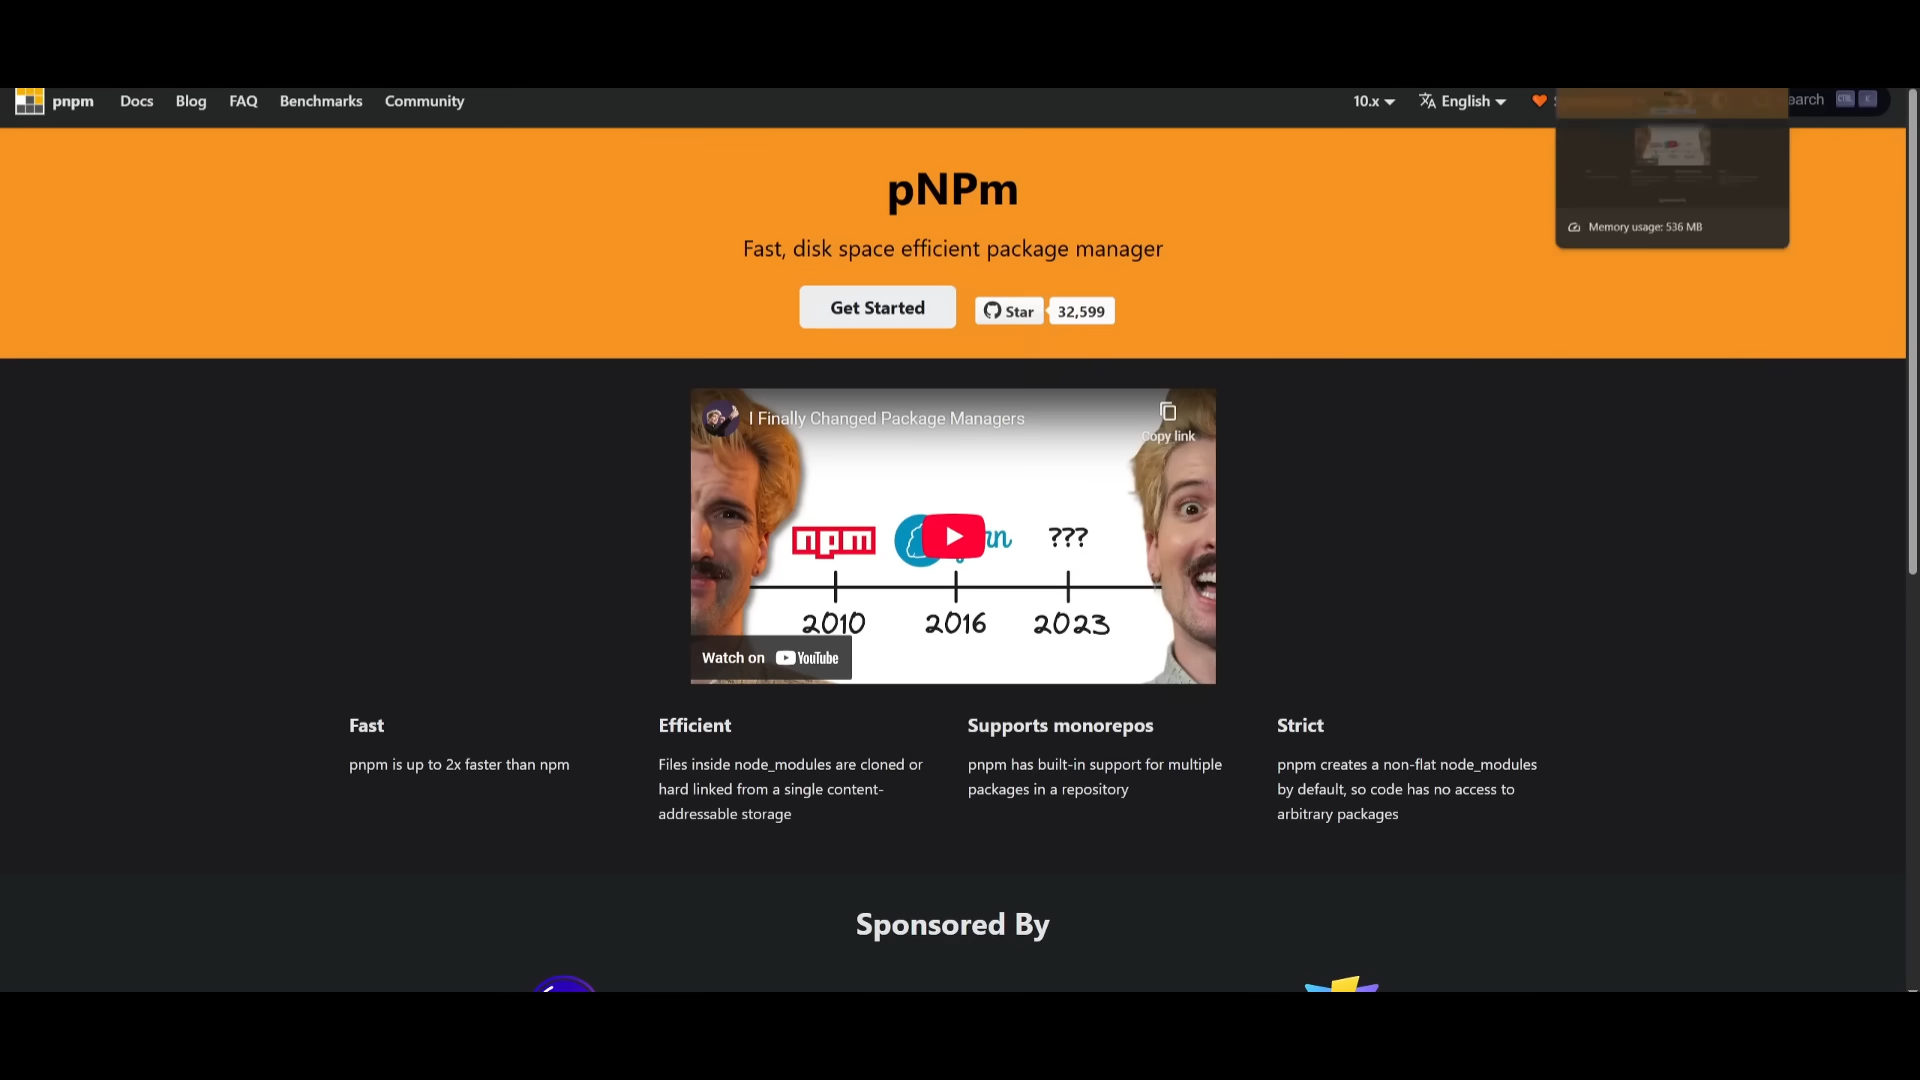 pnpm Docs Blog FAQ Benchmarks Community 10.x English earch CTRL K
pNPm
Memory usage: 536 MB
Fast, disk space efficient package manager
Get Started Star 32,599
I Finally Changed Package Managers
Copy link
npm ???
2010 2016 2023
Watch on YouTube
Fast
pnpm is up to 2x faster than npm
Efficient
Files inside node_modules are cloned or
hard linked from a single content-
addressable storage
Supports monorepos
pnpm has built-in support for multiple
packages in a repository
Strict
pnpm creates a non-flat node_modules
by default, so code has no access to
arbitrary packages
Sponsored By